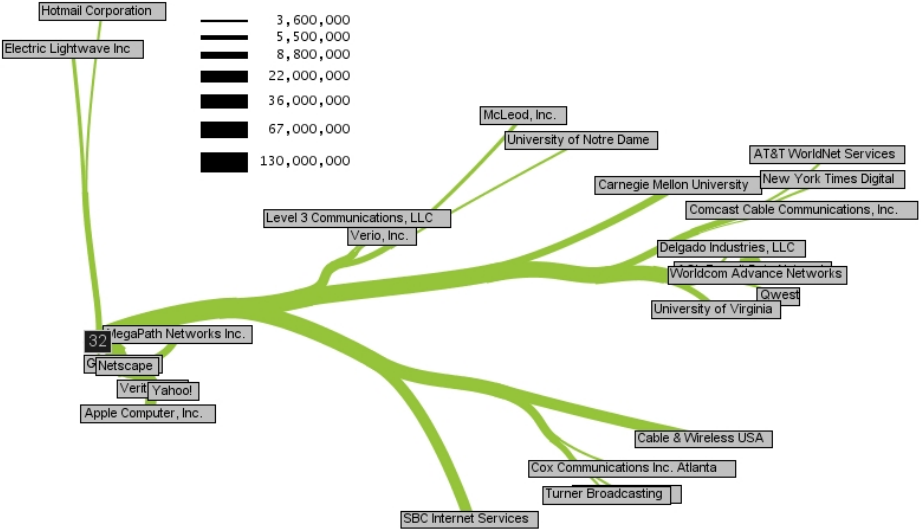 Hotmail Corporation
Electric Lightwave Inc
3,600,000
5,500,000
8,800,000
22,000,000
36,000,000
67,000,000
130,000,000
McLeod, Inc.
University of Notre Dame
AT&T WorldNet Services
New York Times Digital
Carnegie Mellon University
Comcast Cable Communications, Inc.
Level 3 Communications, LLC
Verio, Inc.
Delgado Industries, LLC
Worldcom Advance Networks
Qwest
University of Virginia
MegaPath Networks Inc.
32
Netscape
Yahoo!
Apple Computer, Inc.
Cable & Wireless USA
Cox Communications Inc. Atlanta
Turner Broadcasting
SBC Internet Services